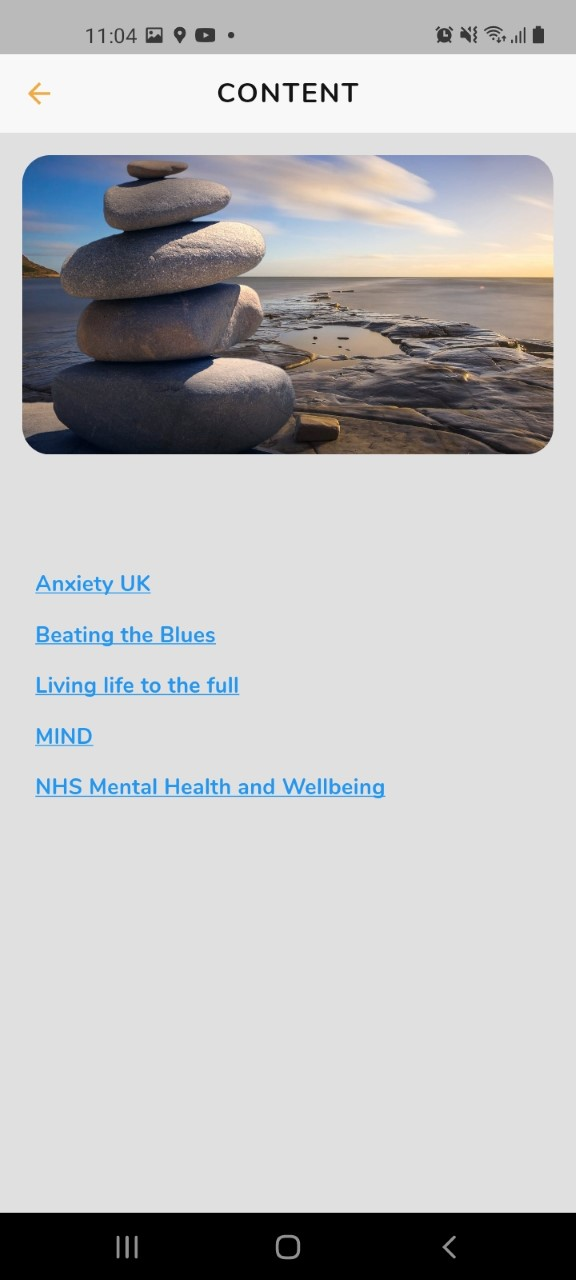 11:04
CONTENT
Anxiety UK
Beating the Blues
Living life to the full
MIND
NHS Mental Health and Wellbeing